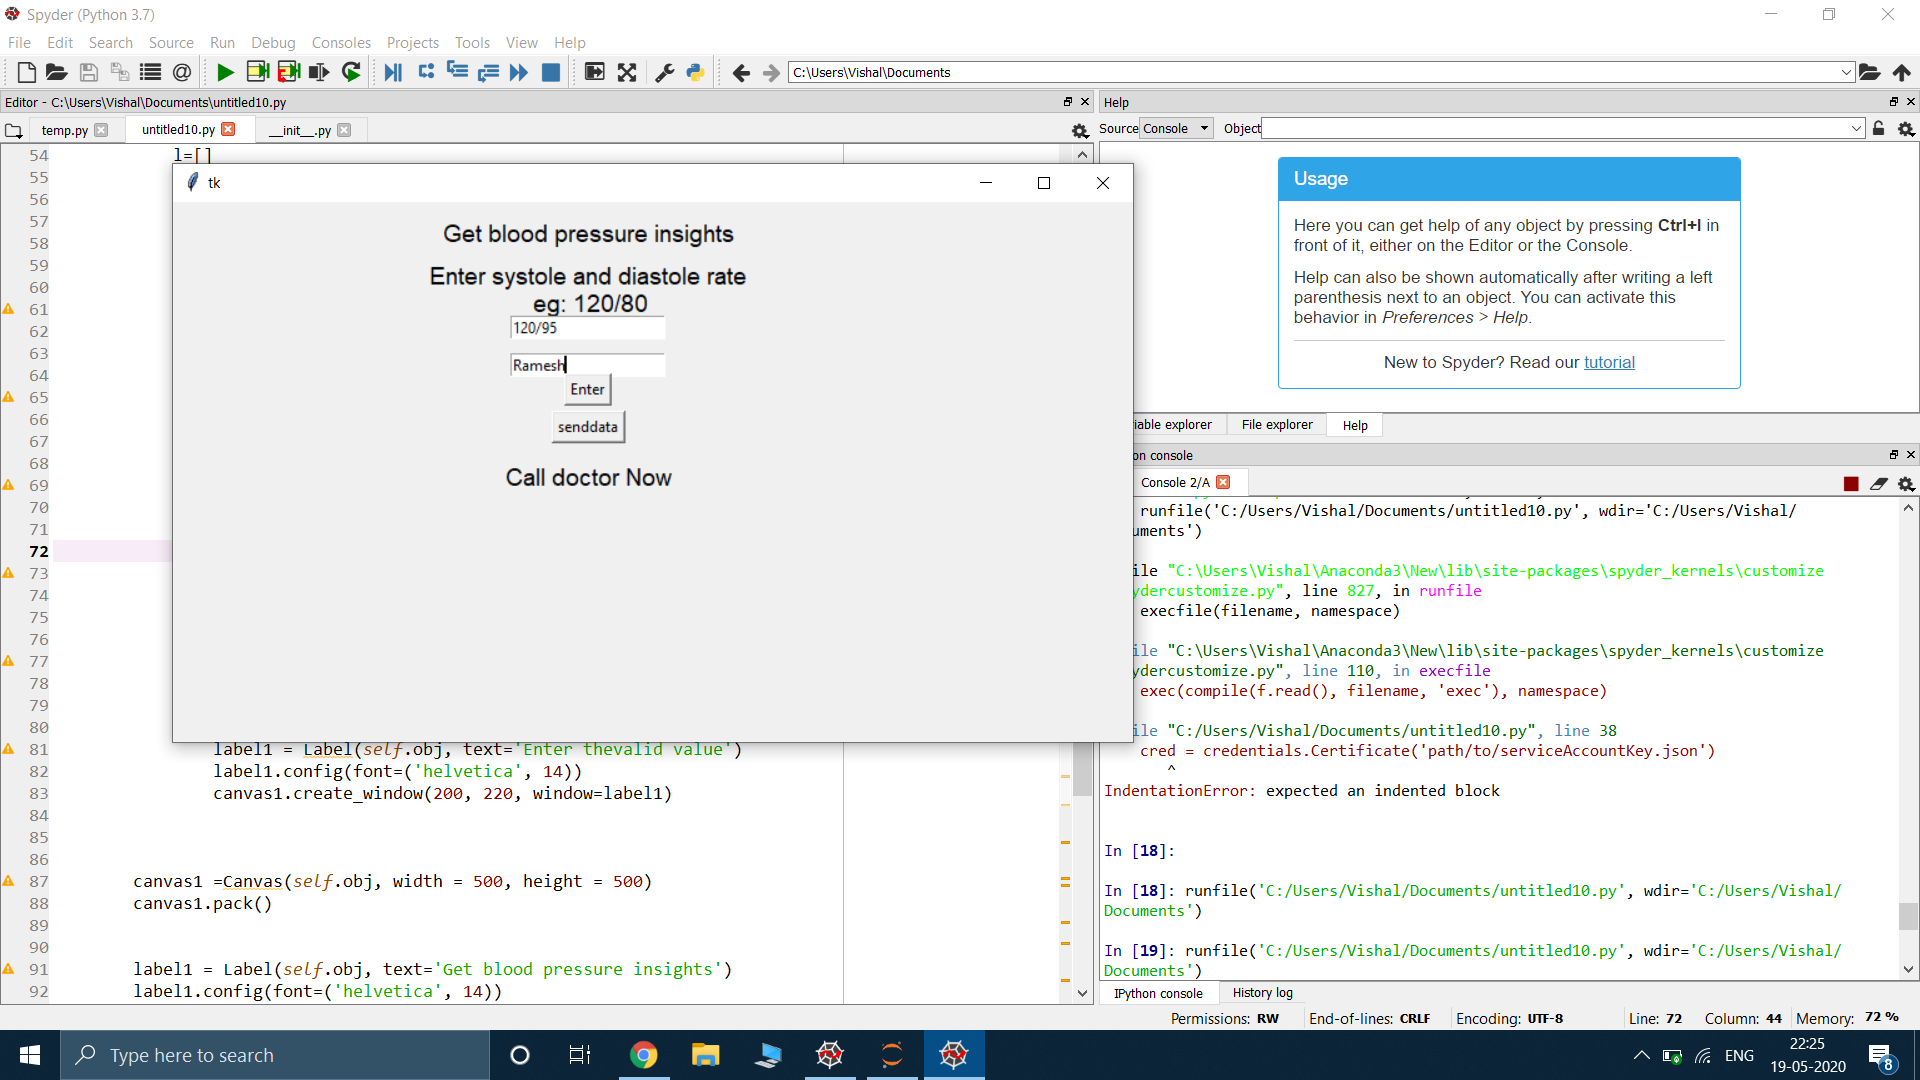 Spyder (Python 3.7)
File Edit Search Source Run Debug Consoles Projects Tools View Help
C:\Users\Vishal\Documents
Editor - C:\Users\Vishal\Documents\untitled10.py
temp.py untitled10.py __init__.py
54 l=[]
55
56
57
58
59
60
61
62
63
64
65
66
67
68
69
70
71
72
73
74
75
76
77
78
79
80
81 label1 = Label(self.obj, text='Enter thevalid value')
82 label1.config(font=('helvetica', 14))
83 canvas1.create_window(200, 220, window=label1)
84
85
86
87 canvas1 =Canvas(self.obj, width = 500, height = 500)
88 canvas1.pack()
89
90
91 label1 = Label(self.obj, text='Get blood pressure insights')
92 label1.config(font=('helvetica', 14))
tk
Get blood pressure insights
Enter systole and diastole rate
eg: 120/80
120/95
Ramesh
Enter
senddata
Call doctor Now
Help
Source Console Object
Usage
Here you can get help of any object by pressing Ctrl+I in
front of it, either on the Editor or the Console.
Help can also be shown automatically after writing a left
parenthesis next to an object. You can activate this
behavior in Preferences > Help.
New to Spyder? Read our tutorial
iable explorer File explorer Help
on console
Console 2/A
runfile('C:/Users/Vishal/Documents/untitled10.py', wdir='C:/Users/Vishal/
uments')
ile "C:\Users\Vishal\Anaconda3\New\lib\site-packages\spyder_kernels\customize
ydercustomize.py", line 827, in runfile
execfile(filename, namespace)
ile "C:\Users\Vishal\Anaconda3\New\lib\site-packages\spyder_kernels\customize
ydercustomize.py", line 110, in execfile
exec(compile(f.read(), filename, 'exec'), namespace)
ile "C:/Users/Vishal/Documents/untitled10.py", line 38
cred = credentials.Certificate('path/to/serviceAccountKey.json')
^
IndentationError: expected an indented block
In [18]:
In [18]: runfile('C:/Users/Vishal/Documents/untitled10.py', wdir='C:/Users/Vishal/
Documents')
In [19]: runfile('C:/Users/Vishal/Documents/untitled10.py', wdir='C:/Users/Vishal/
Documents')
IPython console History log
Permissions: RW End-of-lines: CRLF Encoding: UTF-8 Line: 72 Column: 44 Memory: 72 %
Type here to search
ENG
22:25
19-05-2020
8